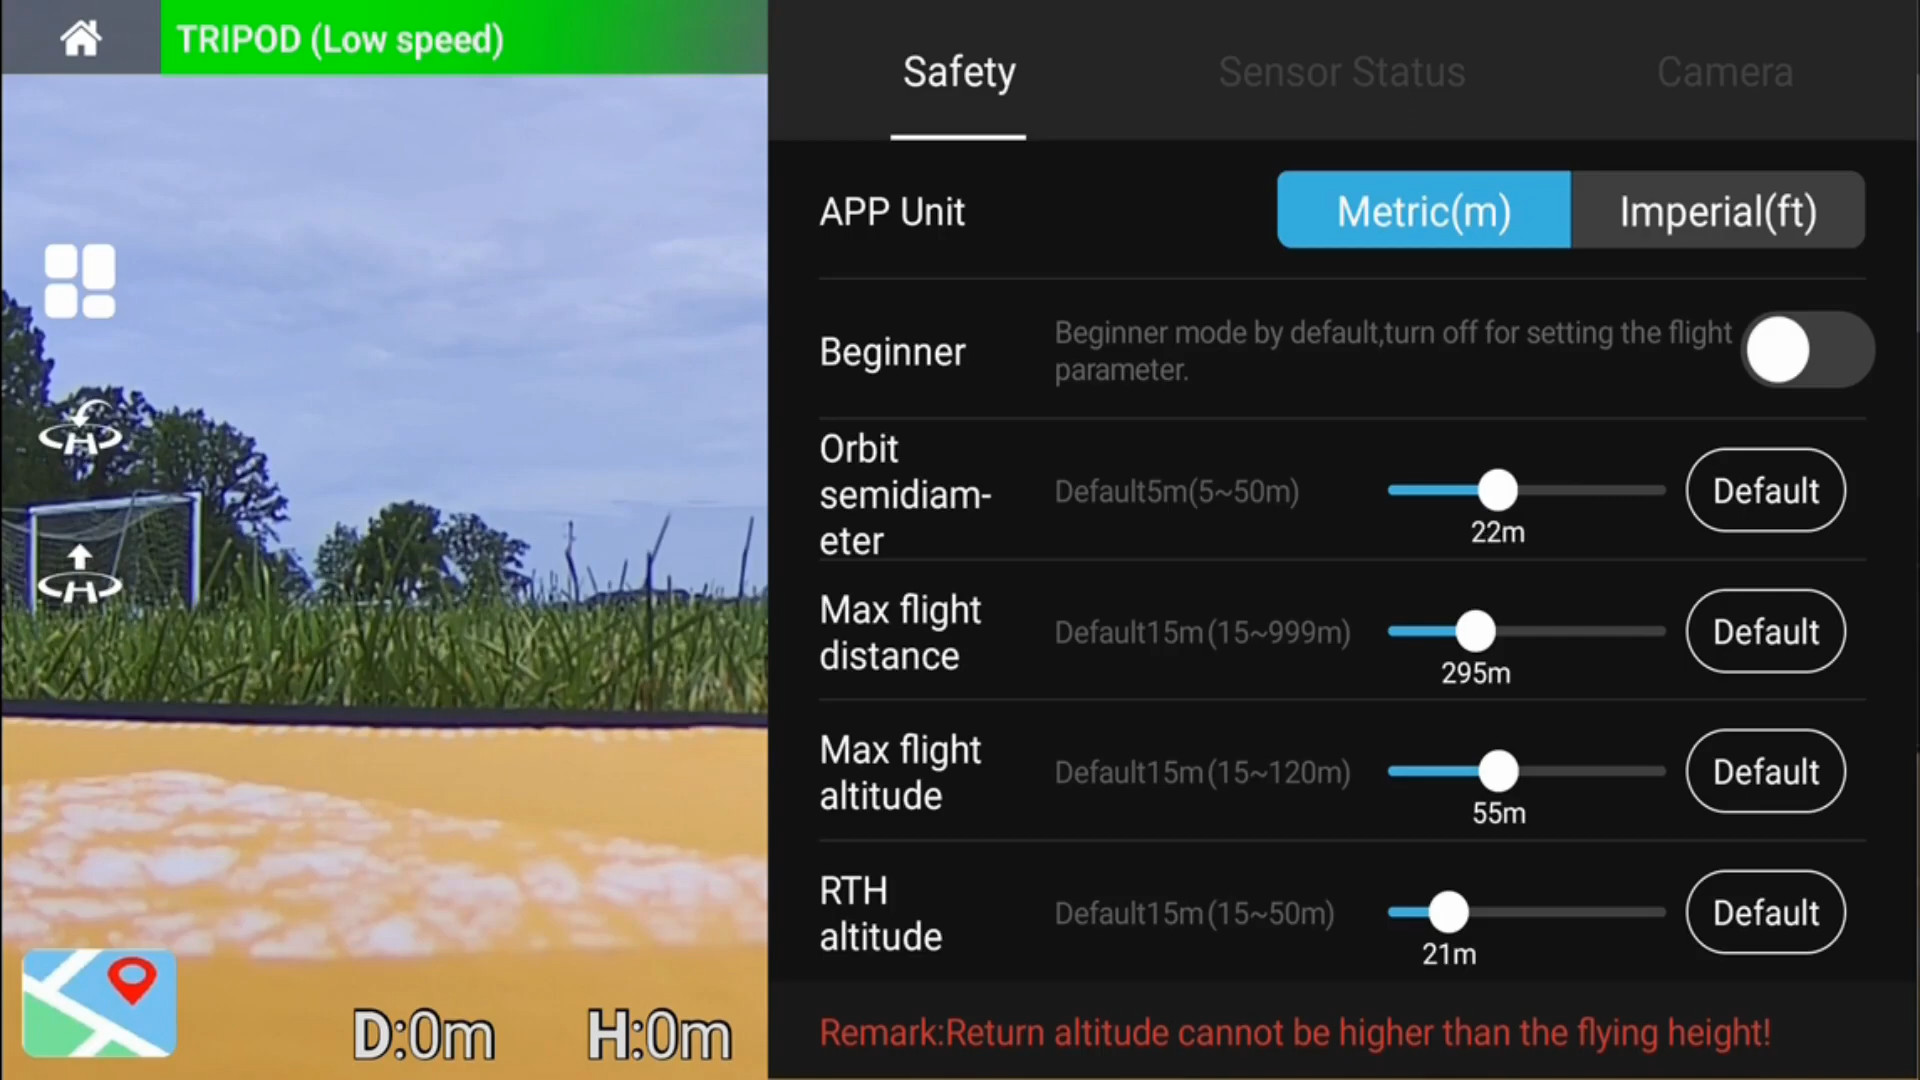 TRIPOD (Low speed)
Safety
Sensor Status
Camera
APP Unit
Metric(m)
Imperial(ft)
Beginner
Beginner mode by default,turn off for setting the flight
parameter.
Orbit
semidiam-
eter
Default5m(5~50m)
22m
Default
Max flight
distance
Default15m(15~999m)
295m
Default
Max flight
altitude
Default15m(15~120m)
55m
Default
RTH
altitude
Default15m(15~50m)
21m
Default
Remark:Return altitude cannot be higher than the flying height!
H
H
D:0m
H:0m